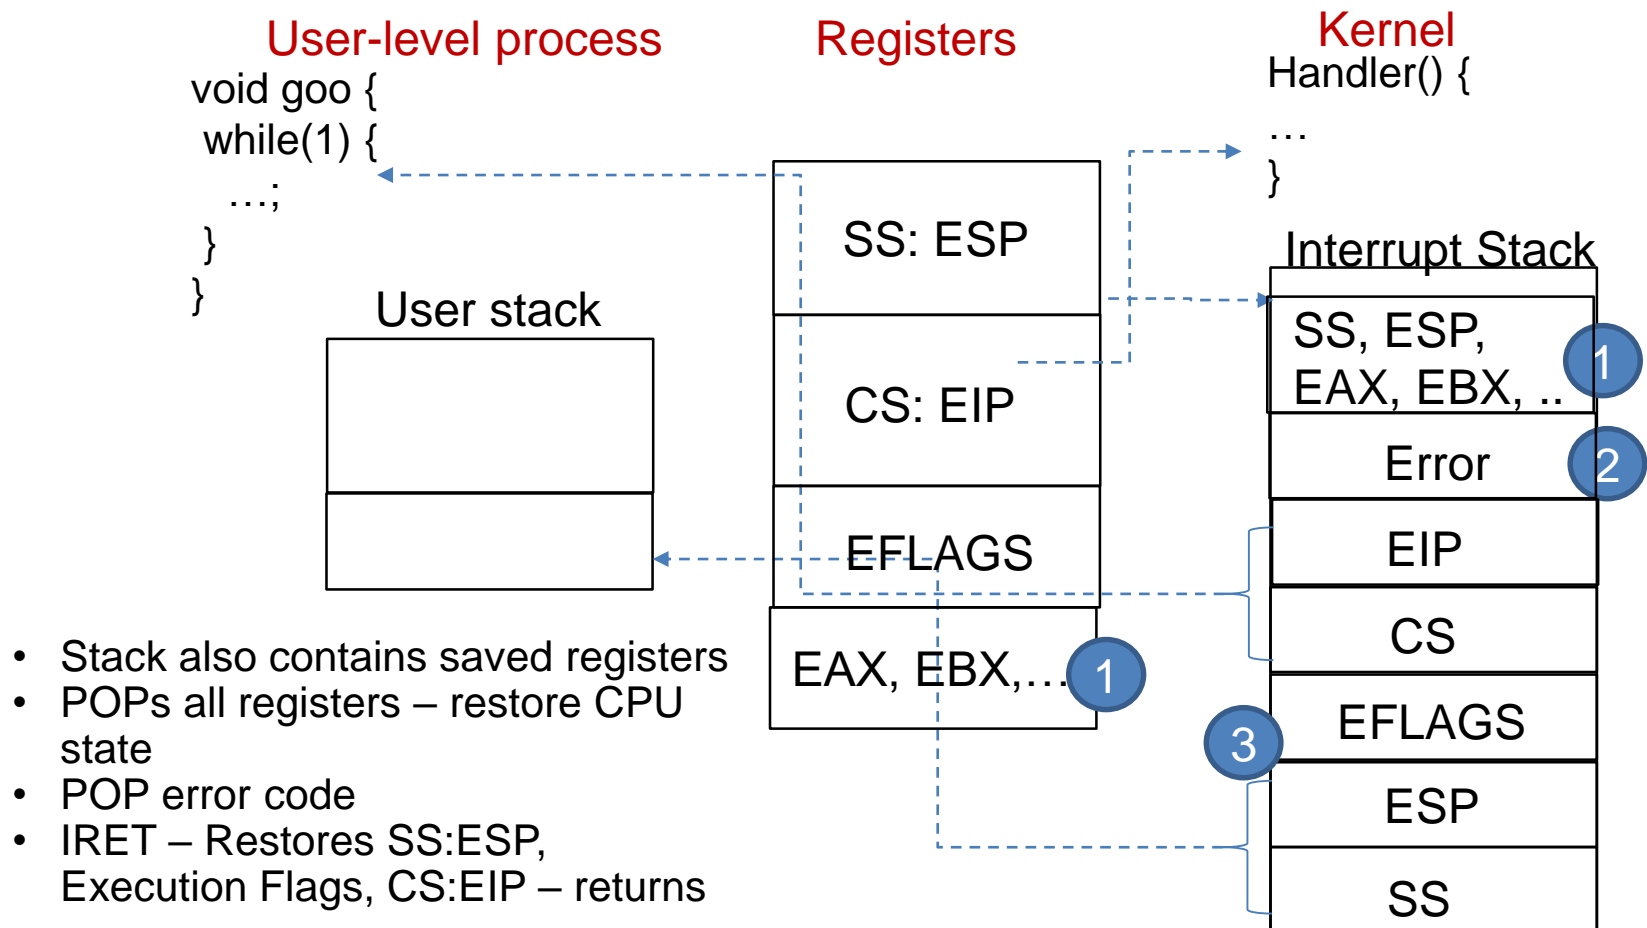 User-level process
void goo {
while(1) {
…;
}
}
User stack
Registers
SS: ESP
CS: EIP
EFLAGS
EAX, EBX,…
1
Kernel
Handler() {
…
}
Interrupt Stack
SS, ESP,
EAX, EBX, ..
1
Error
2
EIP
CS
EFLAGS
3
ESP
SS
• Stack also contains saved registers
• POPs all registers – restore CPU
state
• POP error code
• IRET – Restores SS:ESP,
Execution Flags, CS:EIP – returns